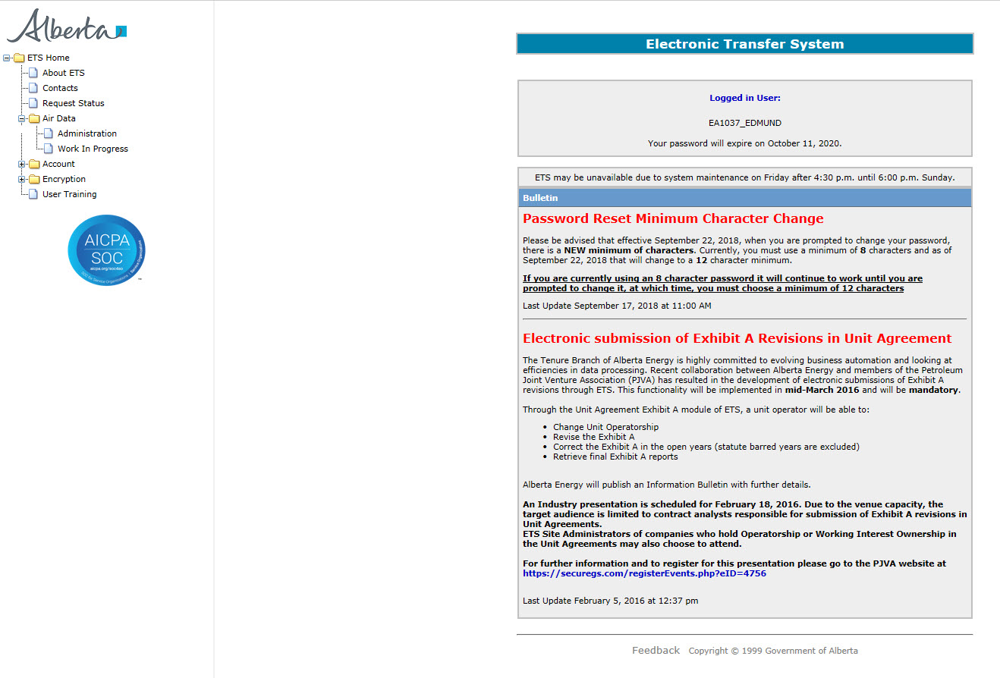 Alberta
ETS Home
About ETS
Contacts
Request Status
Air Data
Administration
Work In Progress
Account
Encryption
User Training
AICPA
SOC
aicpa.org/soc4so
SOC for Service Organizations | Service Organizations
™
Electronic Transfer System
Logged in User:
EA1037_EDMUND
Your password will expire on October 11, 2020.
ETS may be unavailable due to system maintenance on Friday after 4:30 p.m. until 6:00 p.m. Sunday.
Bulletin
Password Reset Minimum Character Change
Please be advised that effective September 22, 2018, when you are prompted to change your password,
there is a NEW minimum of characters. Currently, you must use a minimum of 8 characters and as of
September 22, 2018 that will change to a 12 character minimum.
If you are currently using an 8 character password it will continue to work until you are
prompted to change it, at which time, you must choose a minimum of 12 characters
Last Update September 17, 2018 at 11:00 AM
Electronic submission of Exhibit A Revisions in Unit Agreement
The Tenure Branch of Alberta Energy is highly committed to evolving business automation and looking at
efficiencies in data processing. Recent collaboration between Alberta Energy and members of the Petroleum
Joint Venture Association (PJVA) has resulted in the development of electronic submissions of Exhibit A
revisions through ETS. This functionality will be implemented in mid-March 2016 and will be mandatory.
Through the Unit Agreement Exhibit A module of ETS, a unit operator will be able to:
• Change Unit Operatorship
• Revise the Exhibit A
• Correct the Exhibit A in the open years (statute barred years are excluded)
• Retrieve final Exhibit A reports
Alberta Energy will publish an Information Bulletin with further details.
An Industry presentation is scheduled for February 18, 2016. Due to the venue capacity, the
target audience is limited to contract analysts responsible for submission of Exhibit A revisions in
Unit Agreements.
ETS Site Administrators of companies who hold Operatorship or Working Interest Ownership in
the Unit Agreements may also choose to attend.
For further information and to register for this presentation please go to the PJVA website at
https://securegs.com/registerEvents.php?eID=4756
Last Update February 5, 2016 at 12:37 pm
Feedback Copyright © 1999 Government of Alberta